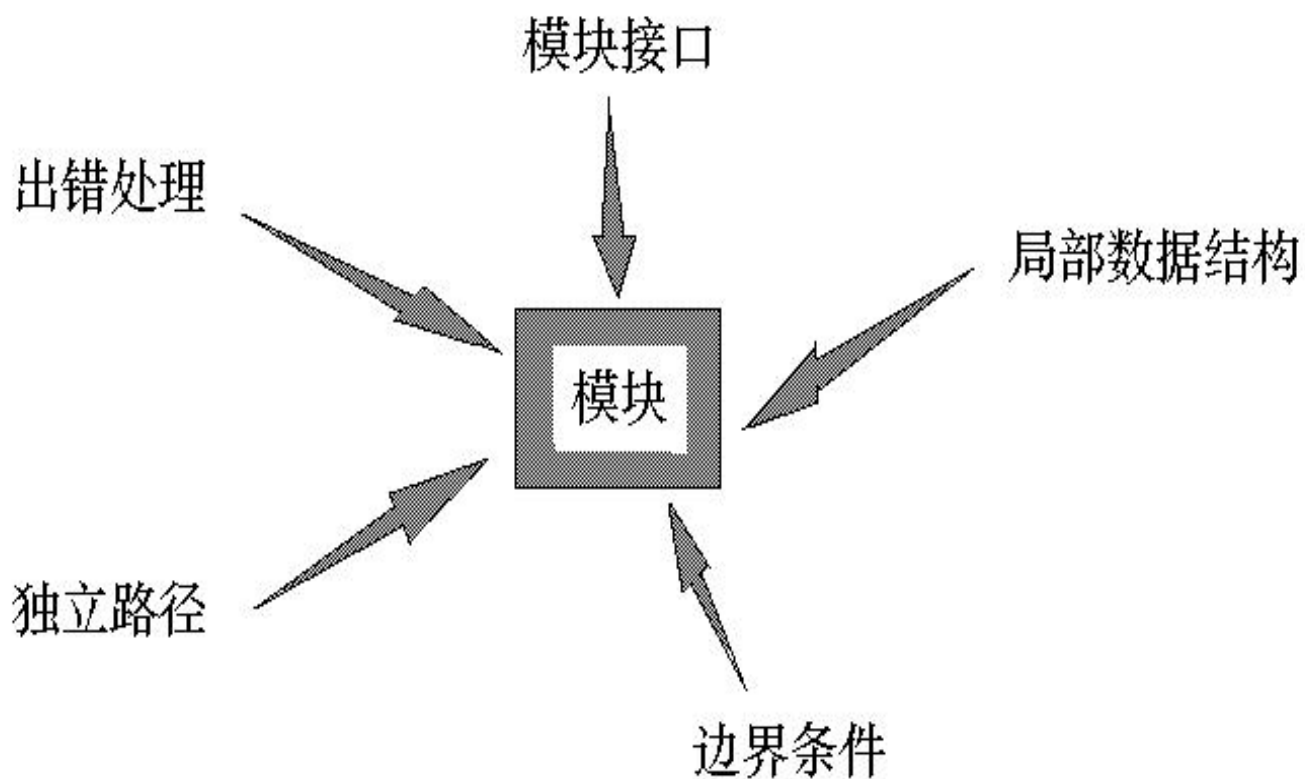 模块接口
出错处理
局部数据结构
模块
独立路径
边界条件